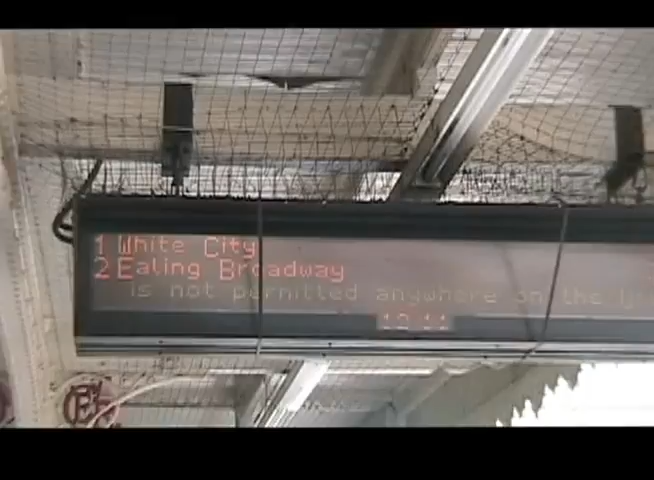 1 White City
2 Ealing Broadway
is not permitted anywhere on the